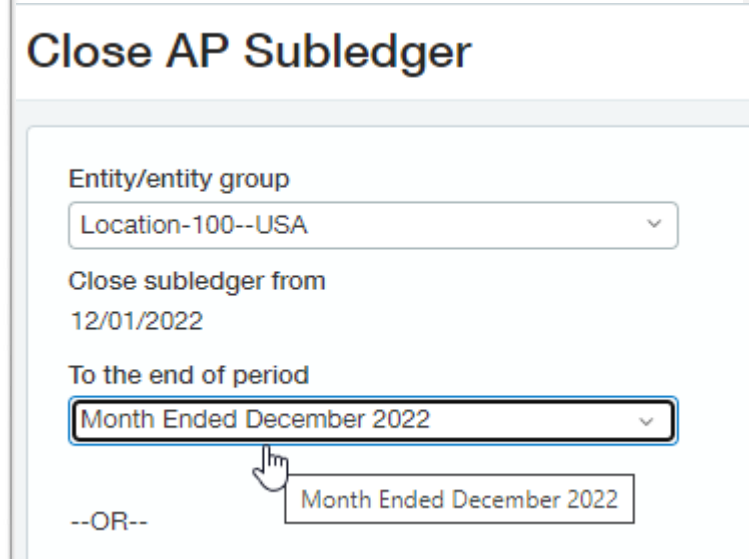 Close AP Subledger
Entity/entity group
Location-100--USA
Close subledger from
12/01/2022
To the end of period
Month Ended December 2022
Month Ended December 2022
--OR--